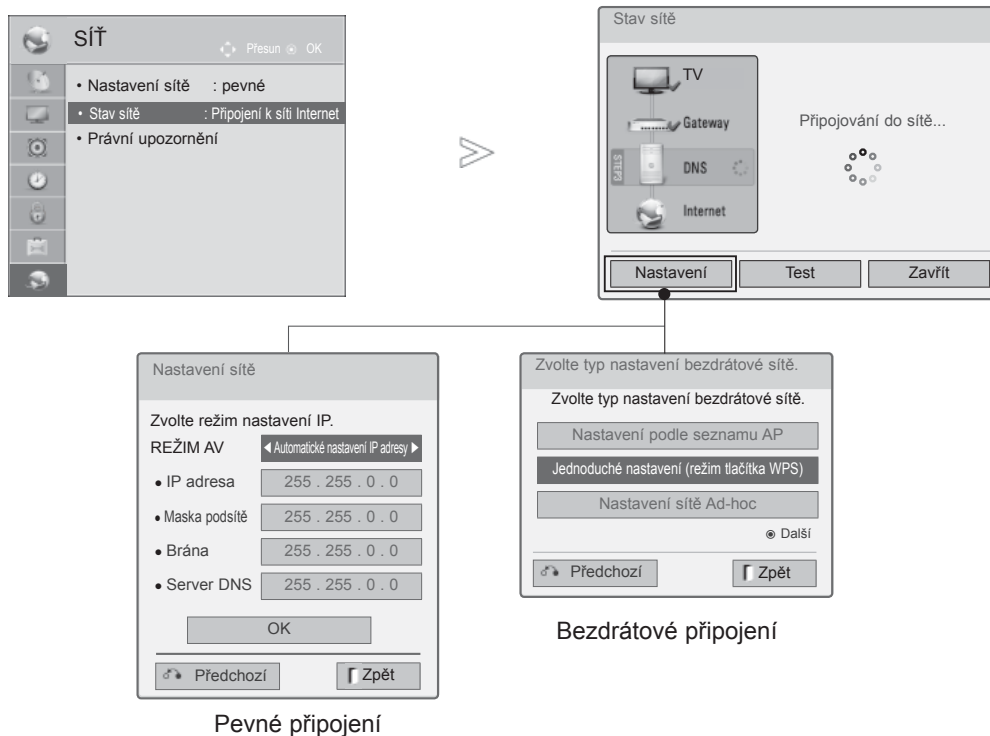 SÍŤ
Přesun OK
• Nastavení sítě : pevné
• Stav sítě : Připojení k síti Internet
• Právní upozornění
Stav sítě
TV
Gateway
STEP3
DNS
Internet
Připojování do sítě...
Nastavení
Test
Zavřít
Nastavení sítě
Zvolte režim nastavení IP.
REŽIM AV ◀ Automatické nastavení IP adresy ▶
• IP adresa 255 . 255 . 0 . 0
• Maska podsítě 255 . 255 . 0 . 0
• Brána 255 . 255 . 0 . 0
• Server DNS 255 . 255 . 0 . 0
OK
Předchozí
Zpět
Pevné připojení
Zvolte typ nastavení bezdrátové sítě.
Zvolte typ nastavení bezdrátové sítě.
Nastavení podle seznamu AP
Jednoduché nastavení (režim tlačítka WPS)
Nastavení sítě Ad-hoc
◉ Další
Předchozí
Zpět
Bezdrátové připojení